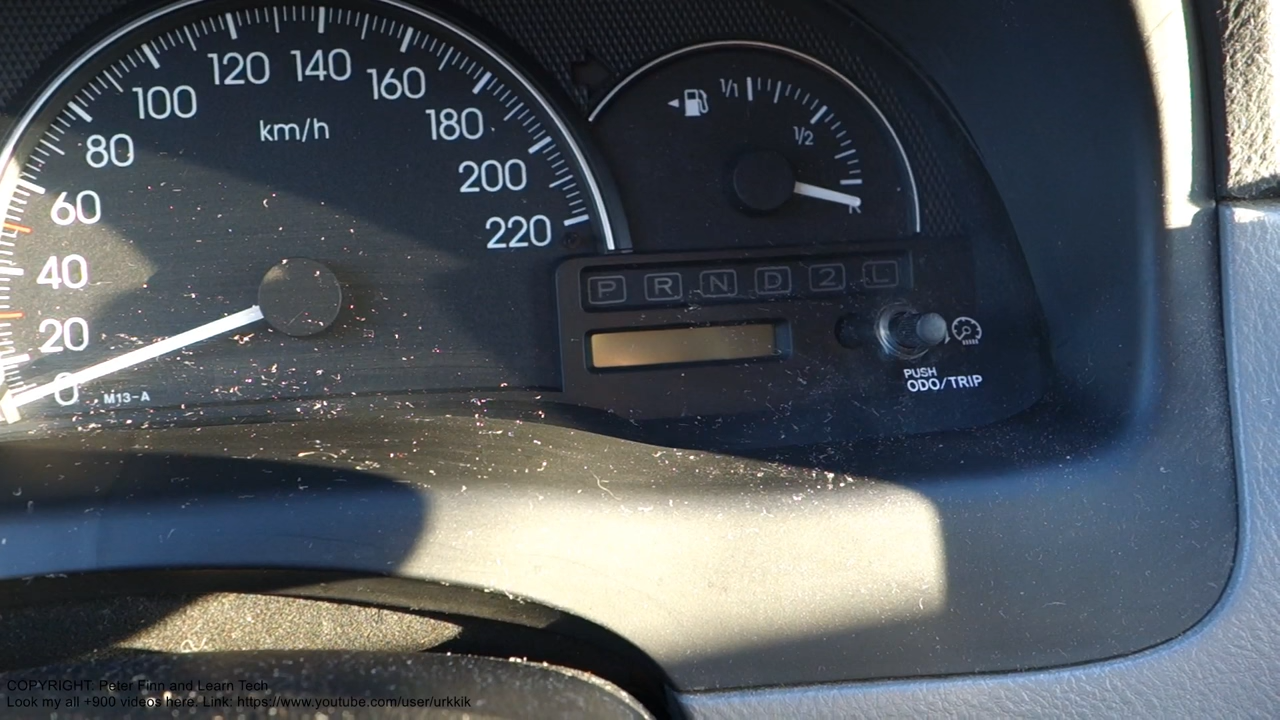 120 140
100 160
km/h
80 180
60 200
40 220
20
0
M13-A
1/1
1/2
R
P R N D 2 L
PUSH
ODO/TRIP
COPYRIGHT. Peter Finn and Learn Tech
Look my all +900 videos here. Link: https://www.youtube.com/user/urkkik